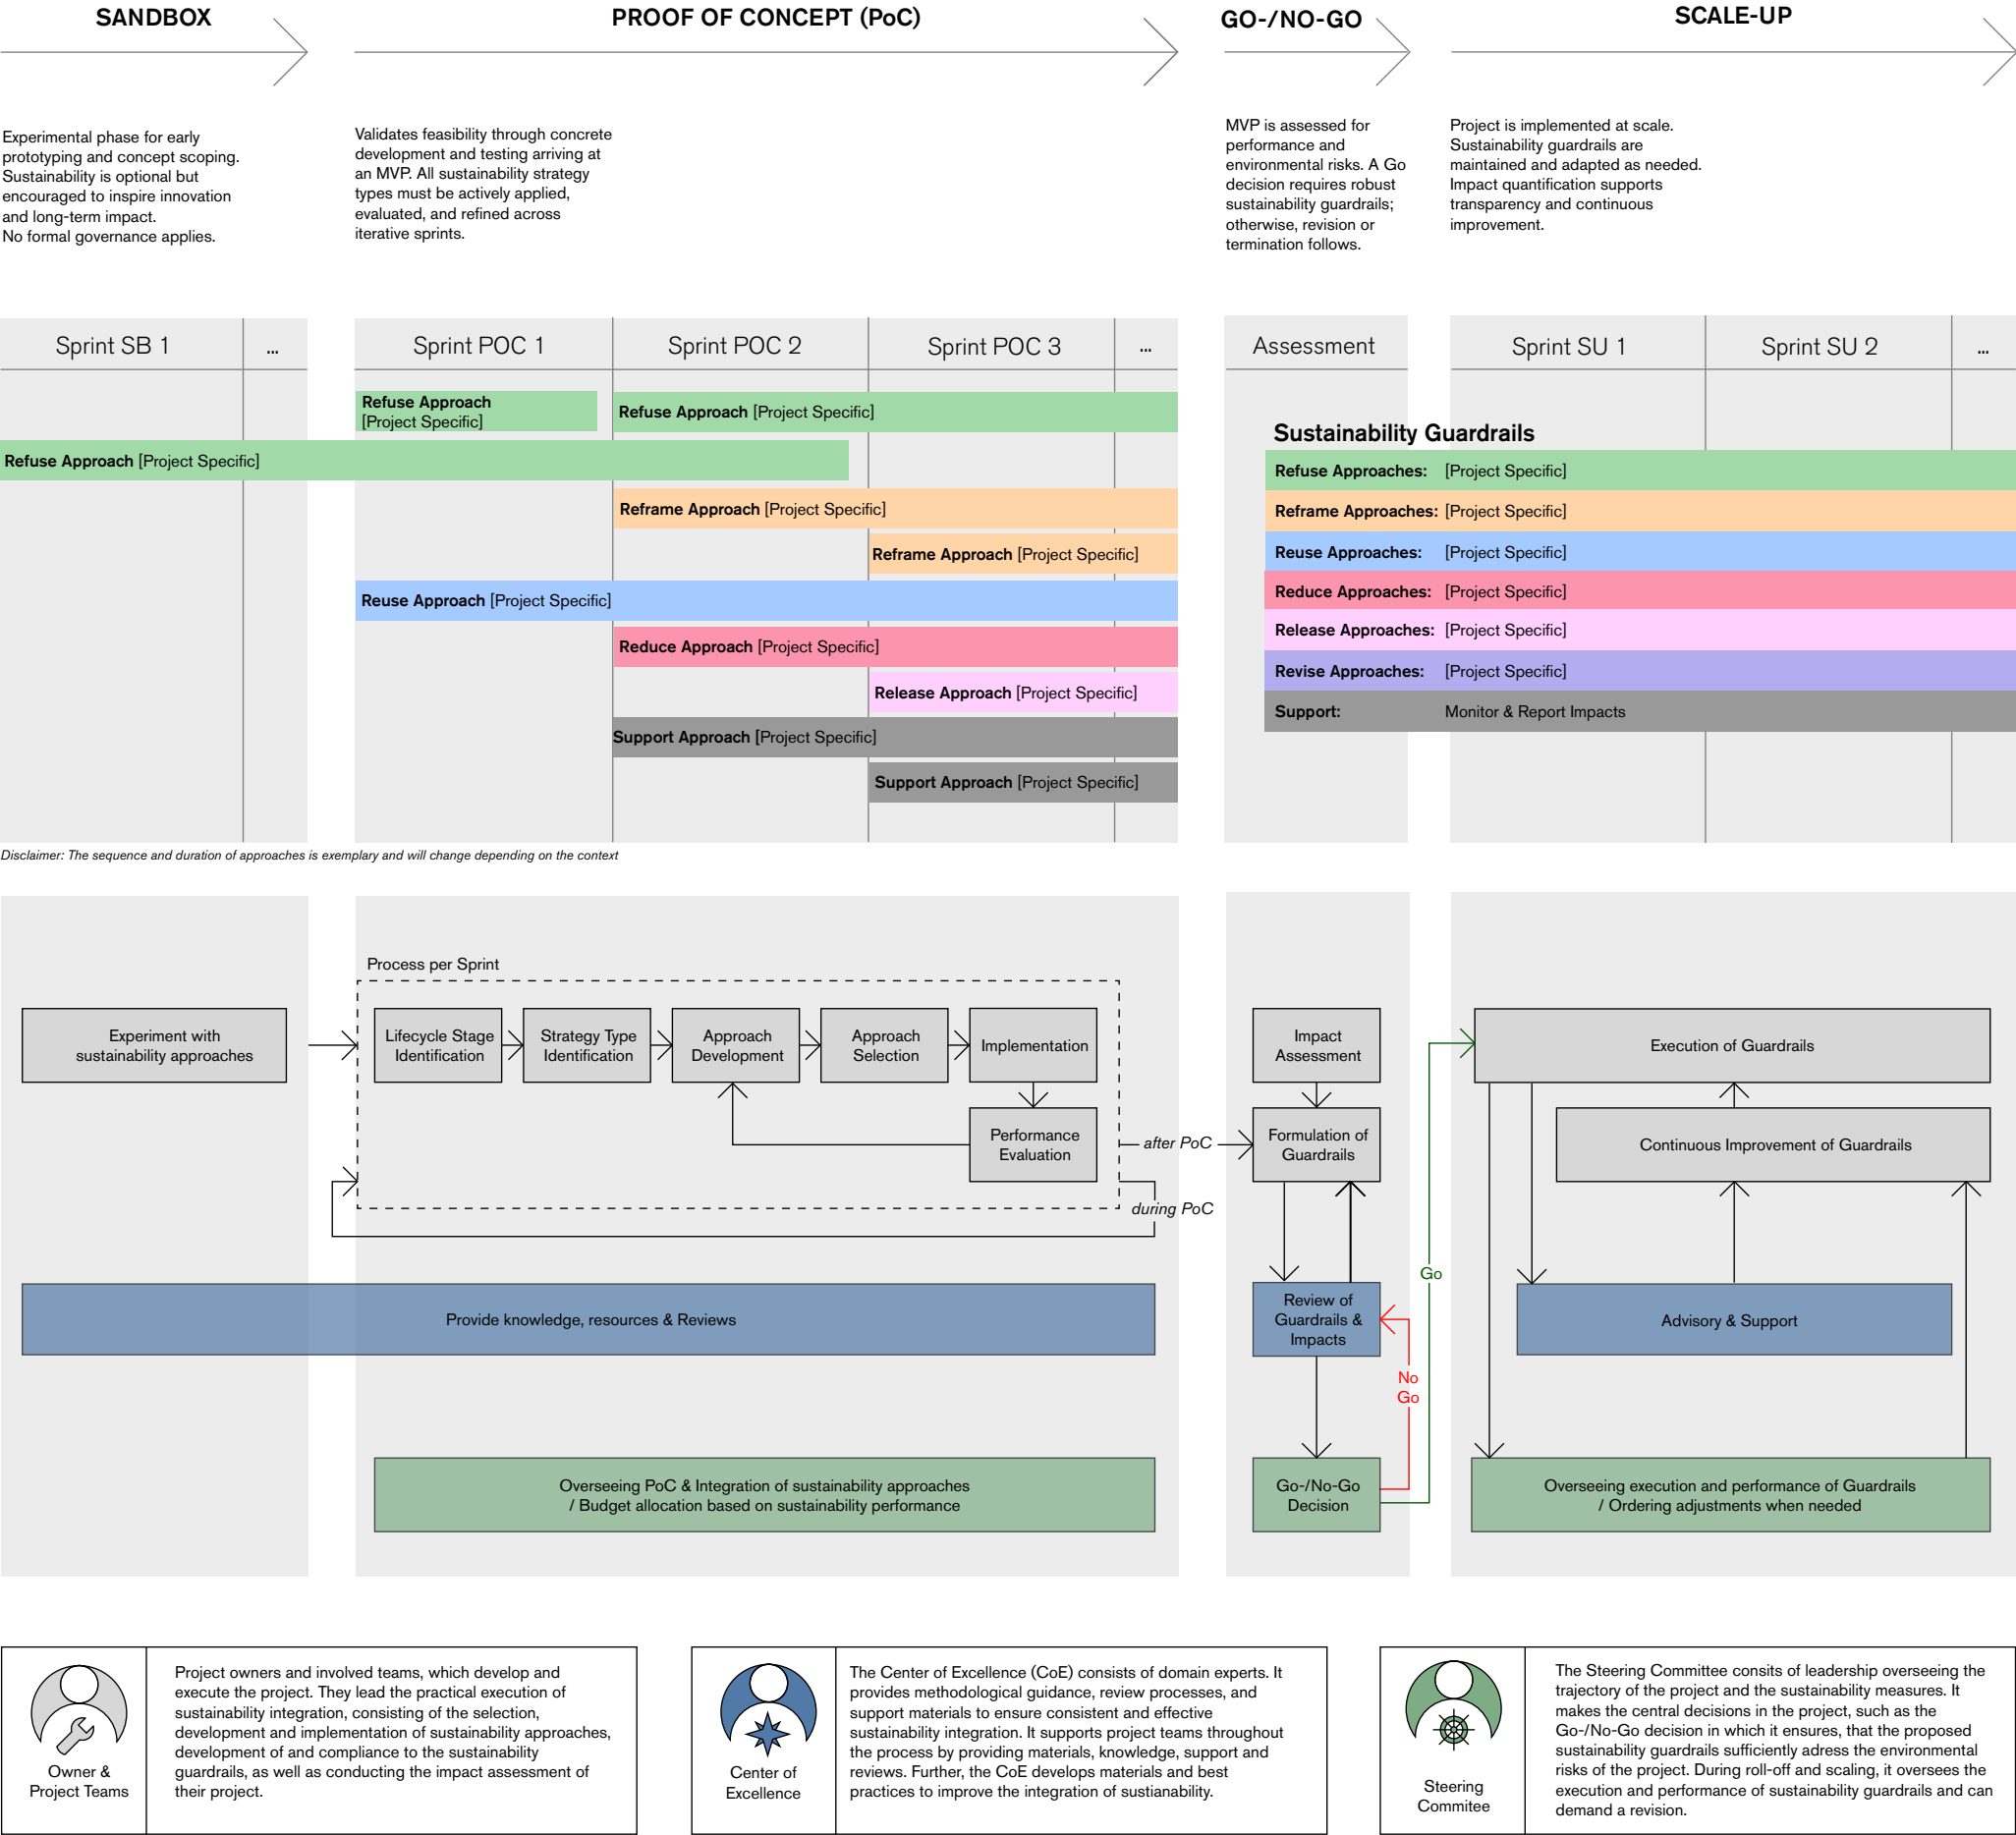 SANDBOX
PROOF OF CONCEPT (PoC)
GO-/NO-GO
SCALE-UP
Experimental phase for early
prototyping and concept scoping.
Sustainability is optional but
encouraged to inspire innovation
and long-term impact.
No formal governance applies.
Validates feasibility through concrete
development and testing arriving at
an MVP. All sustainability strategy
types must be actively applied,
evaluated, and refined across
iterative sprints.
MVP is assessed for
performance and
environmental risks. A Go
decision requires robust
sustainability guardrails;
otherwise, revision or
termination follows.
Project is implemented at scale.
Sustainability guardrails are
maintained and adapted as needed.
Impact quantification supports
transparency and continuous
improvement.
Sprint SB 1
...
Sprint POC 1
Sprint POC 2
Sprint POC 3
...
Assessment
Sprint SU 1
Sprint SU 2
...
Refuse Approach
[Project Specific]
Refuse Approach [Project Specific]
Refuse Approach [Project Specific]
Reframe Approach [Project Specific]
Reframe Approach [Project Specific]
Reuse Approach [Project Specific]
Reduce Approach [Project Specific]
Release Approach [Project Specific]
Support Approach [Project Specific]
Support Approach [Project Specific]
Sustainability Guardrails
Refuse Approaches: [Project Specific]
Reframe Approaches: [Project Specific]
Reuse Approaches: [Project Specific]
Reduce Approaches: [Project Specific]
Release Approaches: [Project Specific]
Revise Approaches: [Project Specific]
Support: Monitor & Report Impacts
Disclaimer: The sequence and duration of approaches is exemplary and will change depending on the context
Process per Sprint
Experiment with
sustainability approaches
Lifecycle Stage
Identification
Strategy Type
Identification
Approach
Development
Approach
Selection
Implementation
Performance
Evaluation
after PoC
during PoC
Impact
Assessment
Formulation of
Guardrails
Execution of Guardrails
Continuous Improvement of Guardrails
Provide knowledge, resources & Reviews
Review of
Guardrails &
Impacts
Go
No
Go
Advisory & Support
Overseeing PoC & Integration of sustainability approaches
/ Budget allocation based on sustainability performance
Go-/No-Go
Decision
Overseeing execution and performance of Guardrails
/ Ordering adjustments when needed
Owner &
Project Teams
Project owners and involved teams, which develop and
execute the project. They lead the practical execution of
sustainability integration, consisting of the selection,
development and implementation of sustainability approaches,
development of and compliance to the sustainability
guardrails, as well as conducting the impact assessment of
their project.
Center of
Excellence
The Center of Excellence (CoE) consists of domain experts. It
provides methodological guidance, review processes, and
support materials to ensure consistent and effective
sustainability integration. It supports project teams throughout
the process by providing materials, knowledge, support and
reviews. Further, the CoE develops materials and best
practices to improve the integration of sustianability.
Steering
Commitee
The Steering Committee consits of leadership overseeing the
trajectory of the project and the sustainability measures. It
makes the central decisions in the project, such as the
Go-/No-Go decision in which it ensures, that the proposed
sustainability guardrails sufficiently adress the environmental
risks of the project. During roll-off and scaling, it oversees the
execution and performance of sustainability guardrails and can
demand a revision.